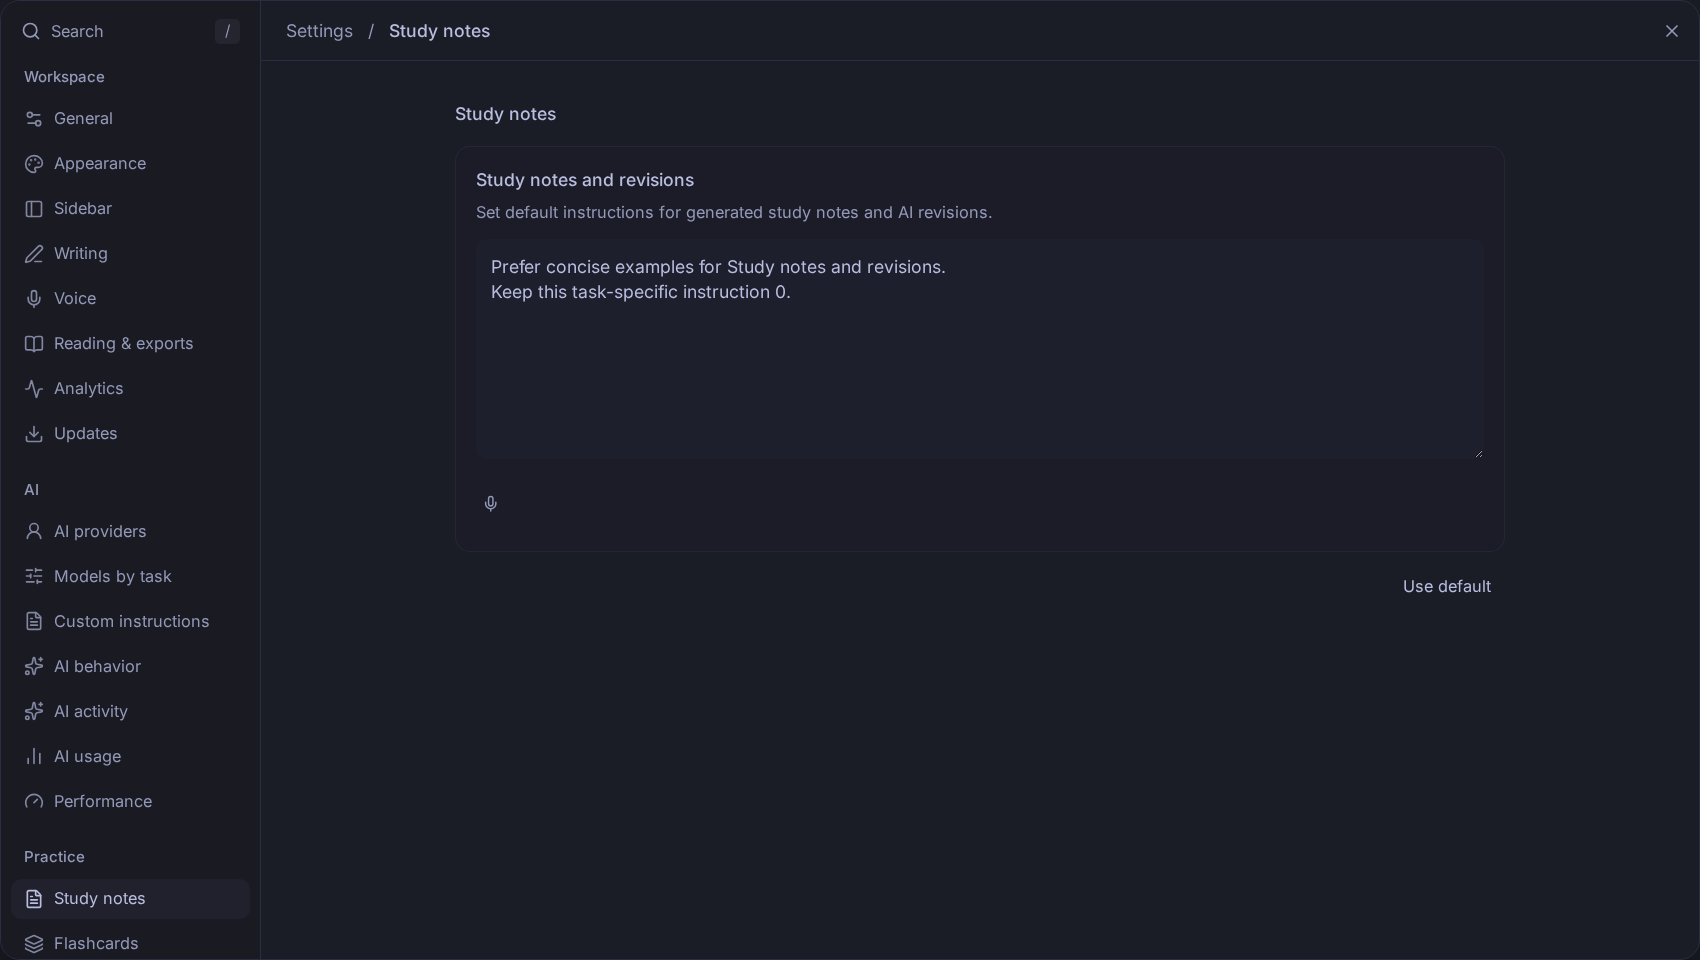 Search
/
Workspace
General
Appearance
Sidebar
Writing
Voice
Reading & exports
Analytics
Updates
AI
AI providers
Models by task
Custom instructions
AI behavior
AI activity
AI usage
Performance
Practice
Study notes
Flashcards
Settings / Study notes
Study notes
Study notes and revisions
Set default instructions for generated study notes and AI revisions.
Prefer concise examples for Study notes and revisions.
Keep this task-specific instruction 0.
Use default